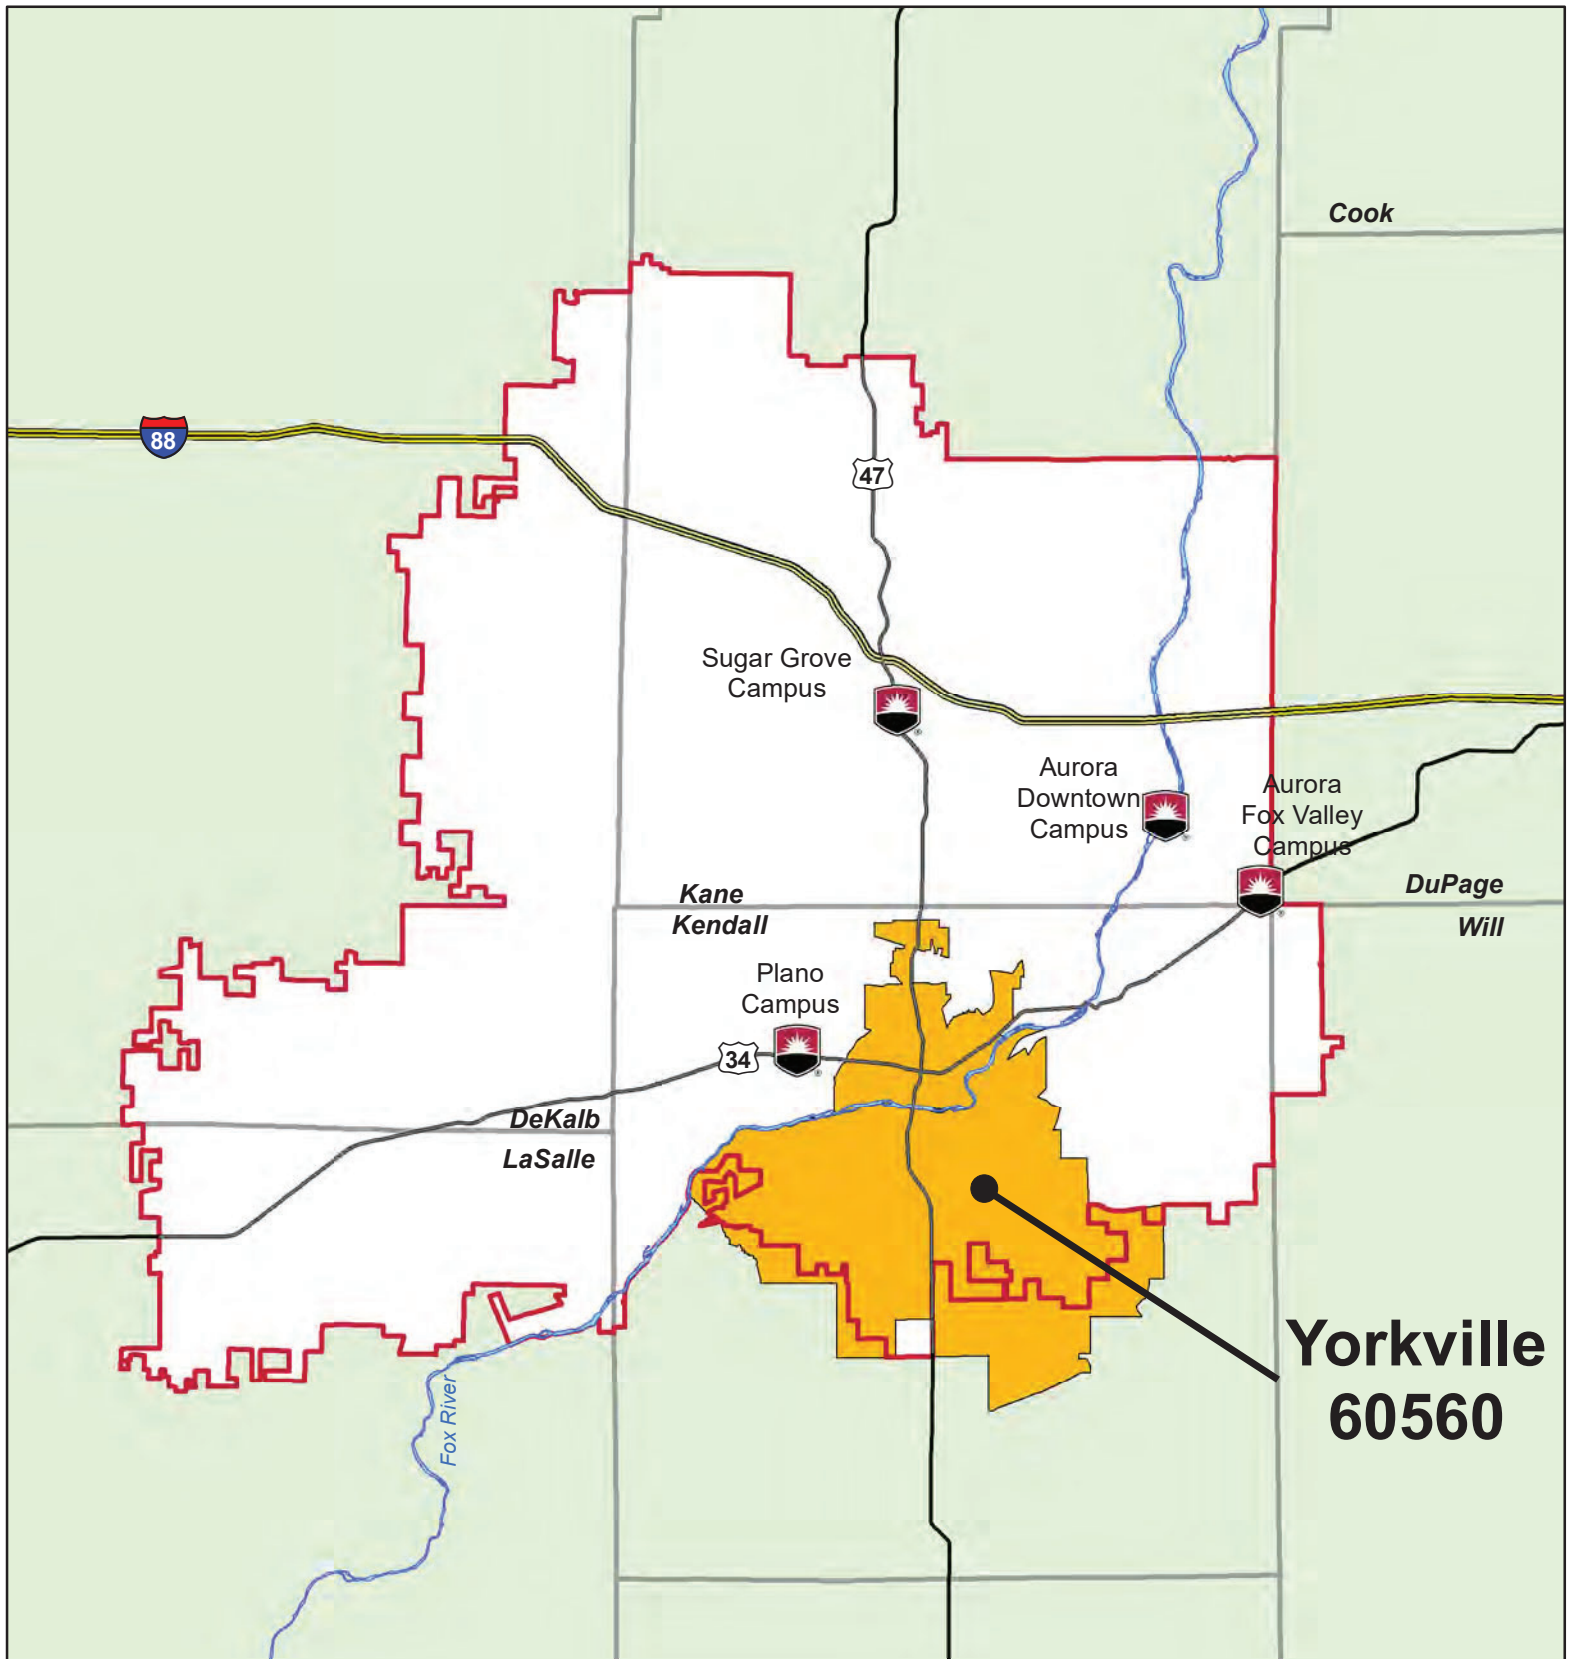 Cook
88
47
Sugar Grove
Campus
Aurora
Downtown
Campus
Aurora
Fox Valley
Campus
Kane
Kendall
DuPage
Will
Plano
Campus
34
DeKalb
LaSalle
Yorkville
60560
Fox River